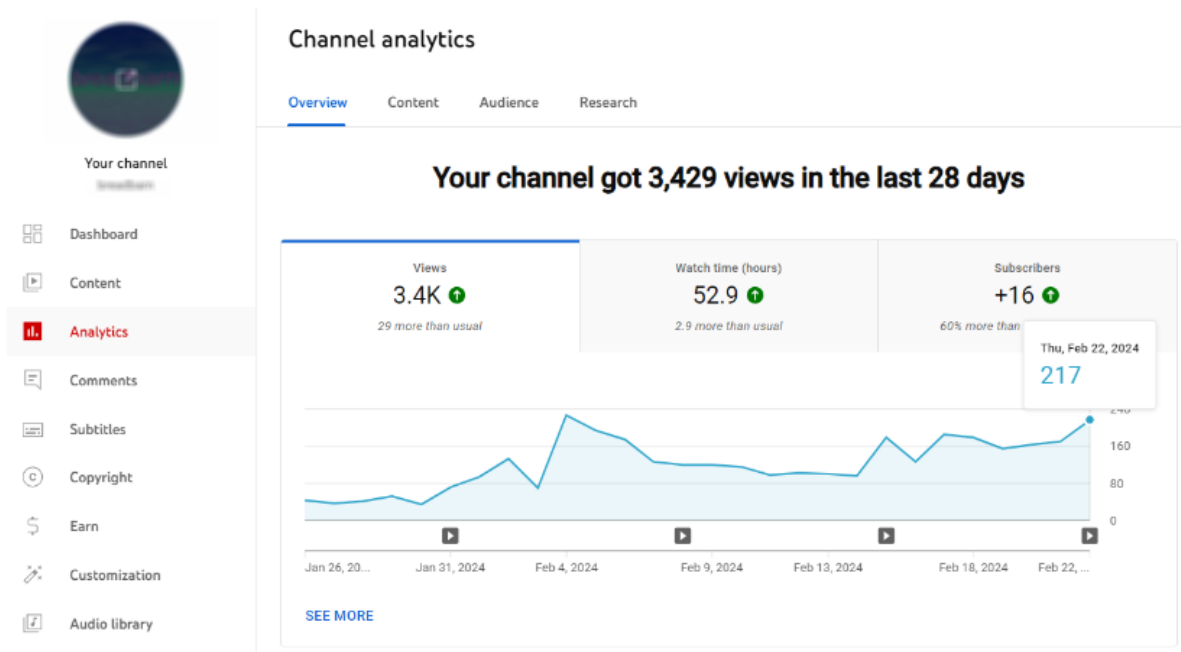 Your channel
Dashboard
Content
Analytics
Comments
Subtitles
Copyright
Earn
Customization
Audio library
Channel analytics
Overview Content Audience Research
Your channel got 3,429 views in the last 28 days
Views
3.4K
29 more than usual
Watch time (hours)
52.9
2.9 more than usual
Subscribers
+16
60% more than
Thu, Feb 22, 2024
217
240
160
80
0
Jan 26, 20... Jan 31, 2024 Feb 4, 2024 Feb 9, 2024 Feb 13, 2024 Feb 18, 2024 Feb 22, ...
SEE MORE